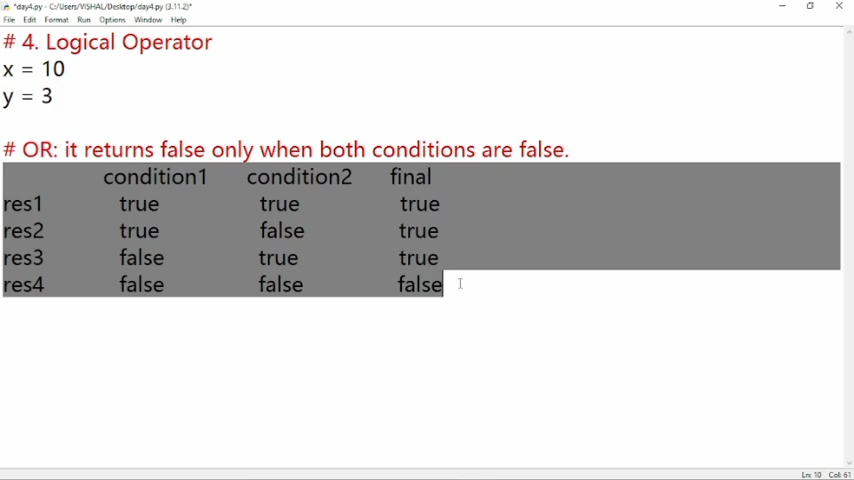 *day4.py - C:/Users/VISHAL/Desktop/day4.py (3.11.2)*
File Edit Format Run Options Window Help
# 4. Logical Operator
x = 10
y = 3
# OR: it returns false only when both conditions are false.
condition1 condition2 final
res1 true true true
res2 true false true
res3 false true true
res4 false false false
Ln: 10 Col: 61